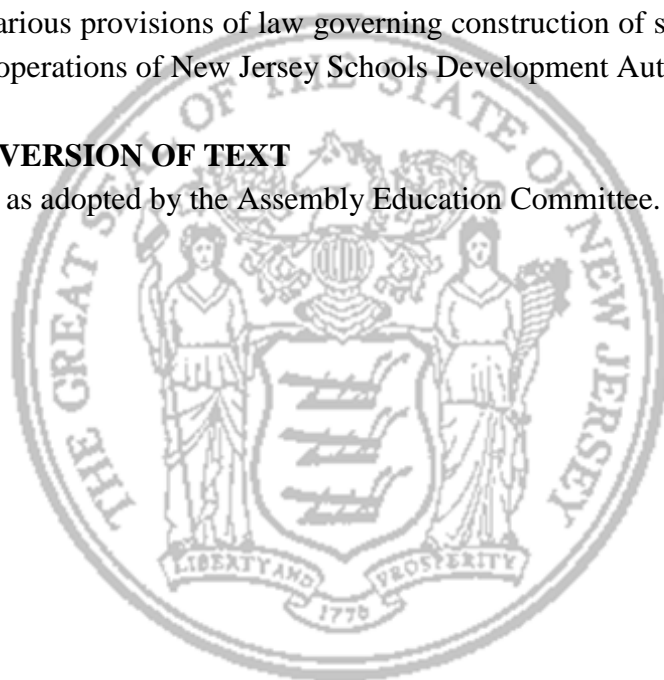 arious provisions of law governing construction of s
operations of New Jersey Schools Development Aut
VERSION OF TEXT
as adopted by the Assembly Education Committee.
THE GREAT SEAL OF THE STATE OF NEW JERSEY
LIBERTY AND PROSPERITY
1776